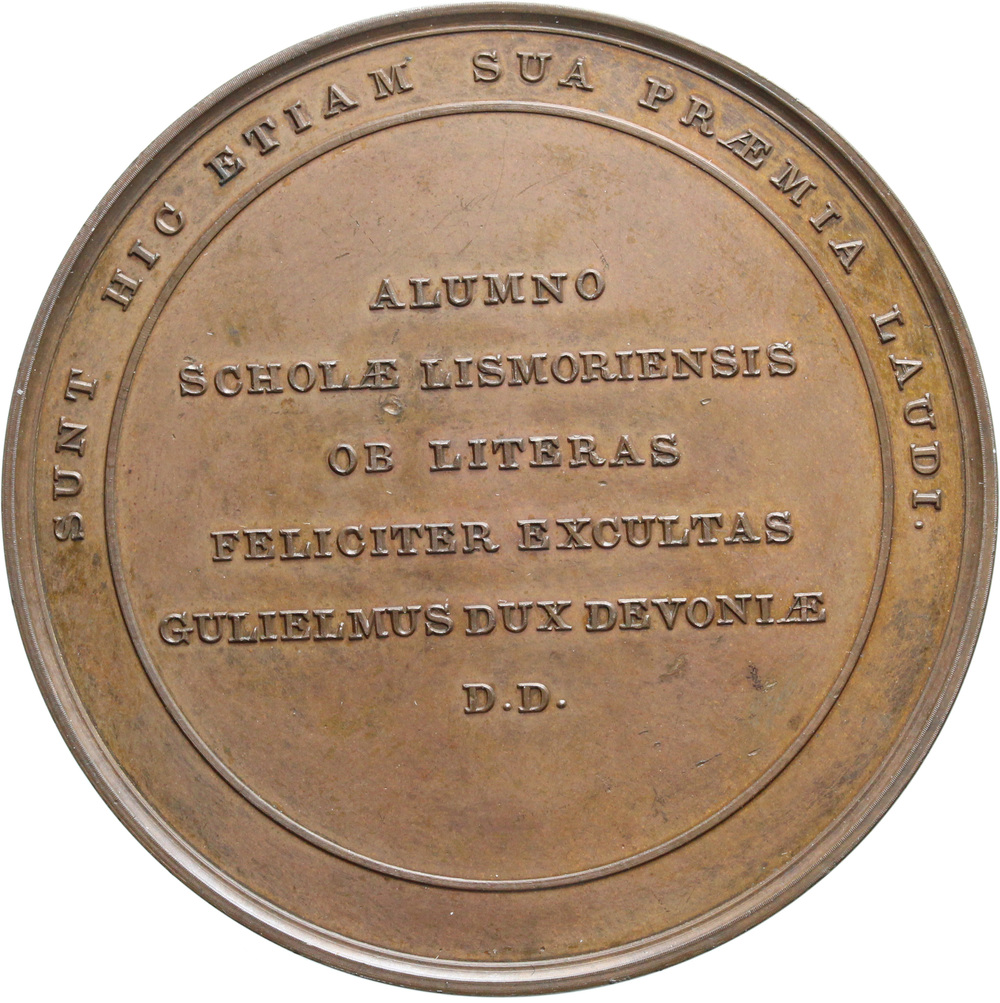 SUNT HIC ETIAM SUA PRÆMIA LAUDI.
ALUMNO
SCHOLÆ LISMORIENSIS
OB LITERAS
FELICITER EXCULTAS
GULIELMUS DUX DEVONIÆ
D.D.